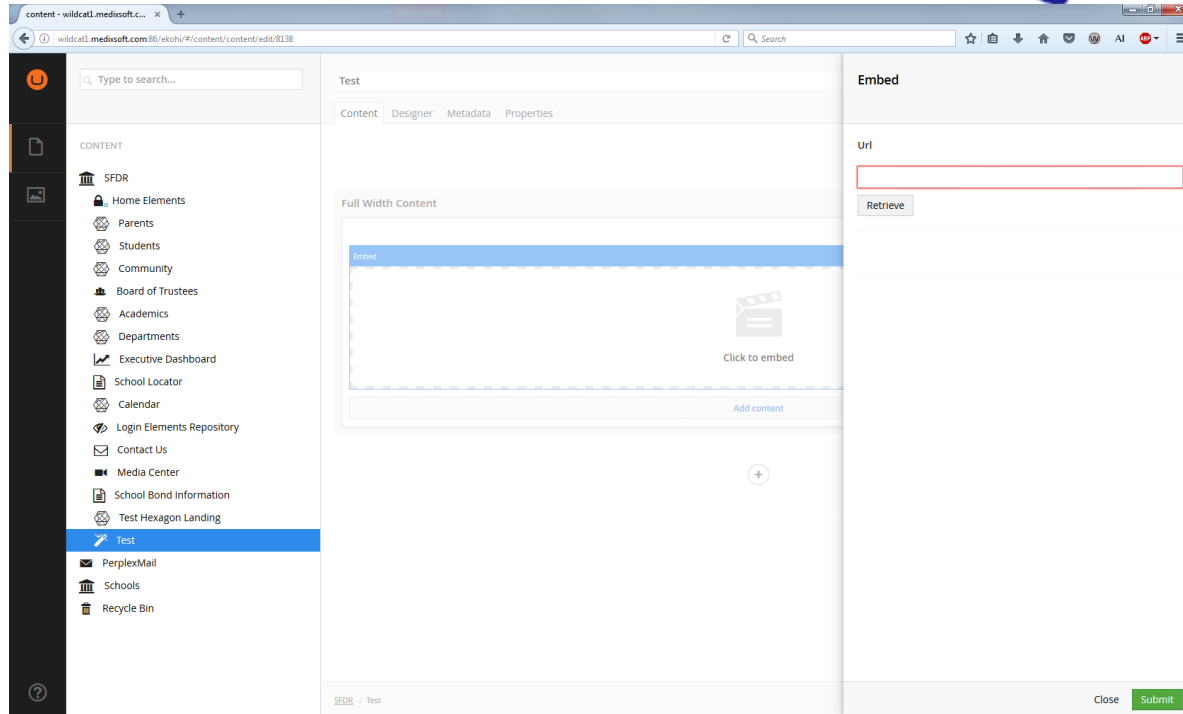 content - wildcat1.medixsoft.c...
wildcat1.medixsoft.com:86/ekohi/#/content/content/edit/8138
Search
ABP
Type to search...
Test
Embed
Content Designer Metadata Properties
CONTENT
Url
SFDR
Home Elements
Full Width Content
Retrieve
Parents
Students
Embed
Community
Board of Trustees
Academics
Departments
Executive Dashboard
Click to embed
School Locator
Calendar
Add content
Login Elements Repository
Contact Us
Media Center
School Bond Information
Test Hexagon Landing
Test
PerplexMail
Schools
Recycle Bin
SFDR / Test
Close Submit